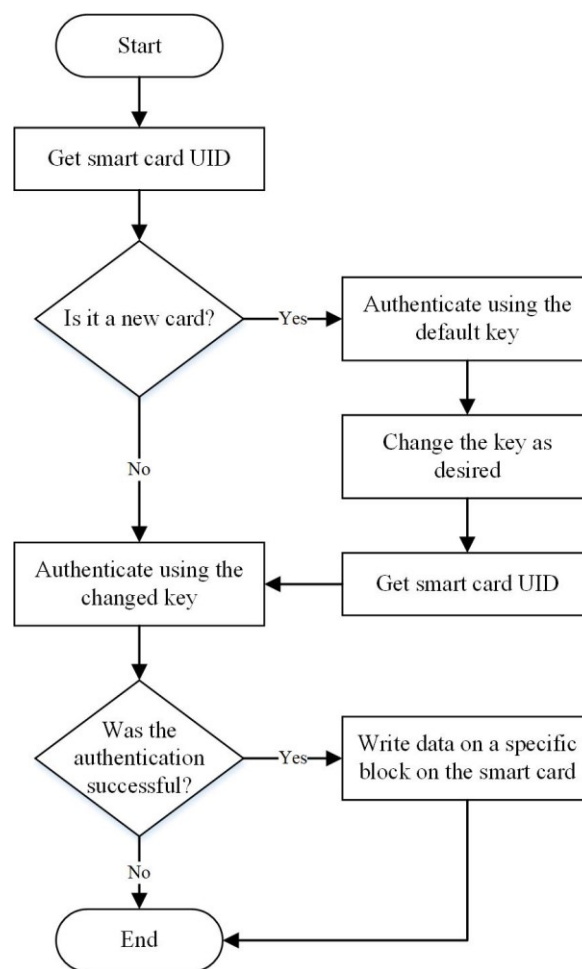 Start
Get smart card UID
Is it a new card?
Yes
Authenticate using the
default key
Change the key as
desired
No
Authenticate using the
changed key
Get smart card UID
Was the
authentication
successful?
Yes
Write data on a specific
block on the smart card
No
End